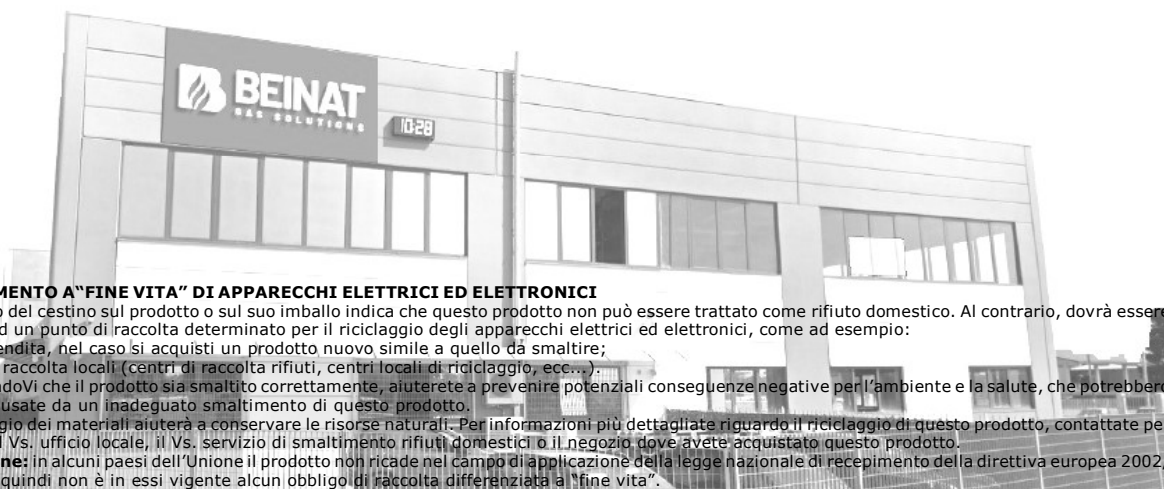 BEINAT
GAS SOLUTIONS
10:28
MENTO A“FINE VITA” DI APPARECCHI ELETTRICI ED ELETTRONICI
o del cestino sul prodotto o sul suo imballo indica che questo prodotto non può essere trattato come rifiuto domestico. Al contrario, dovrà essere
d un punto di raccolta determinato per il riciclaggio degli apparecchi elettrici ed elettronici, come ad esempio:
endita, nel caso si acquisti un prodotto nuovo simile a quello da smaltire;
raccolta locali (centri di raccolta rifiuti, centri locali di riciclaggio, ecc...).
doVi che il prodotto sia smaltito correttamente, aiuterete a prevenire potenziali conseguenze negative per l’ambiente e la salute, che potrebbero
usate da un inadeguato smaltimento di questo prodotto.
gio dei materiali aiuterà a conservare le risorse naturali. Per informazioni più dettagliate riguardo il riciclaggio di questo prodotto, contattate pe
l Vs. ufficio locale, il Vs. servizio di smaltimento rifiuti domestici o il negozio dove avete acquistato questo prodotto.
ne: in alcuni paesi dell’Unione il prodotto non ricade nel campo di applicazione della legge nazionale di recepimento della direttiva europea 2002
quindi non è in essi vigente alcun obbligo di raccolta differenziata a “fine vita”.